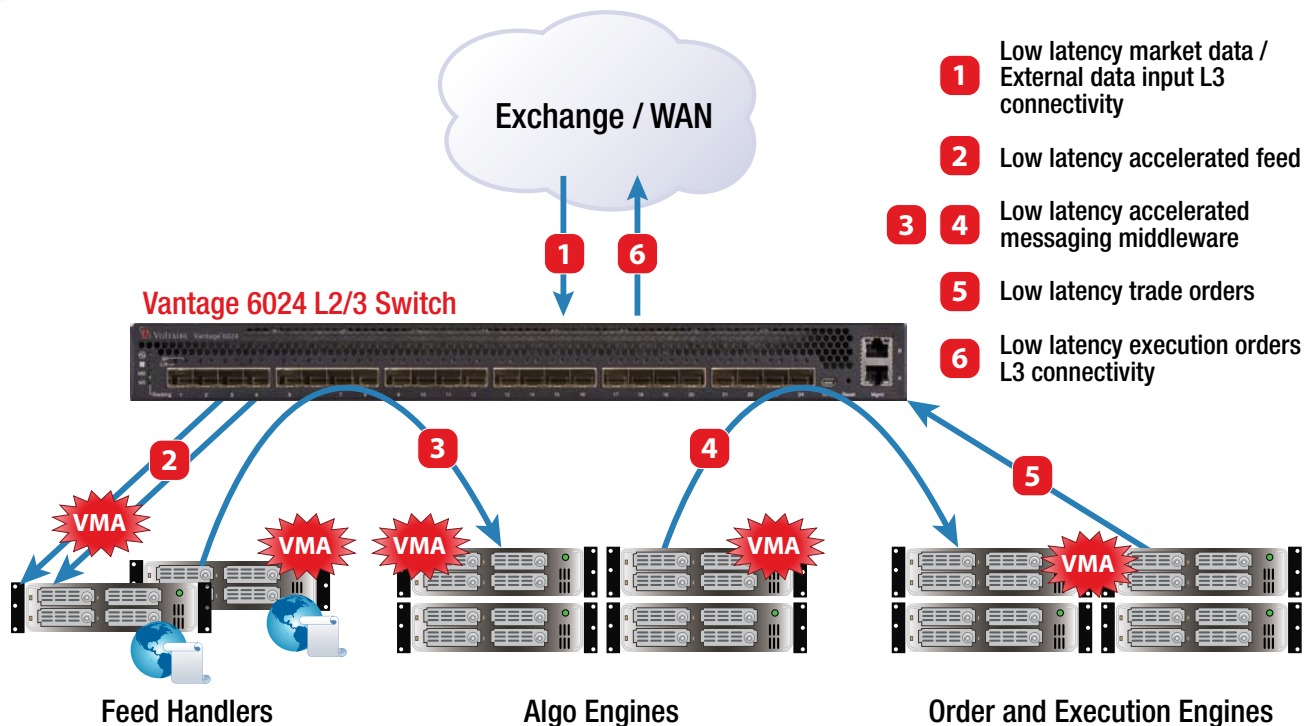 Exchange / WAN
1
6
1
Low latency market data /
External data input L3
connectivity
2
Low latency accelerated feed
3 4
Low latency accelerated
messaging middleware
5
Low latency trade orders
6
Low latency execution orders
L3 connectivity
Vantage 6024 L2/3 Switch
VOLTAIRE Vantage 6024
2
3
4
5
VMA
VMA
VMA
VMA
VMA
Feed Handlers
Algo Engines
Order and Execution Engines